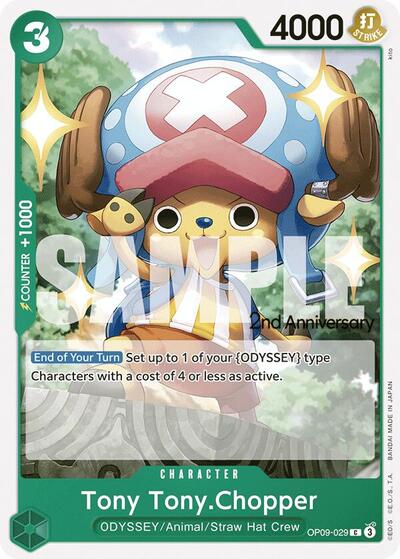 3
4000
打
STRIKE
kito
COUNTER +1000
SAMPLE
2nd Anniversary
End of Your Turn Set up to 1 of your {ODYSSEY} type
Characters with a cost of 4 or less as active.
CHARACTER
Tony Tony.Chopper
ODYSSEY/Animal/Straw Hat Crew
OP09-029 C 3
©E.O./S. ©E.O./S., T.A. BANDAI MADE IN JAPAN